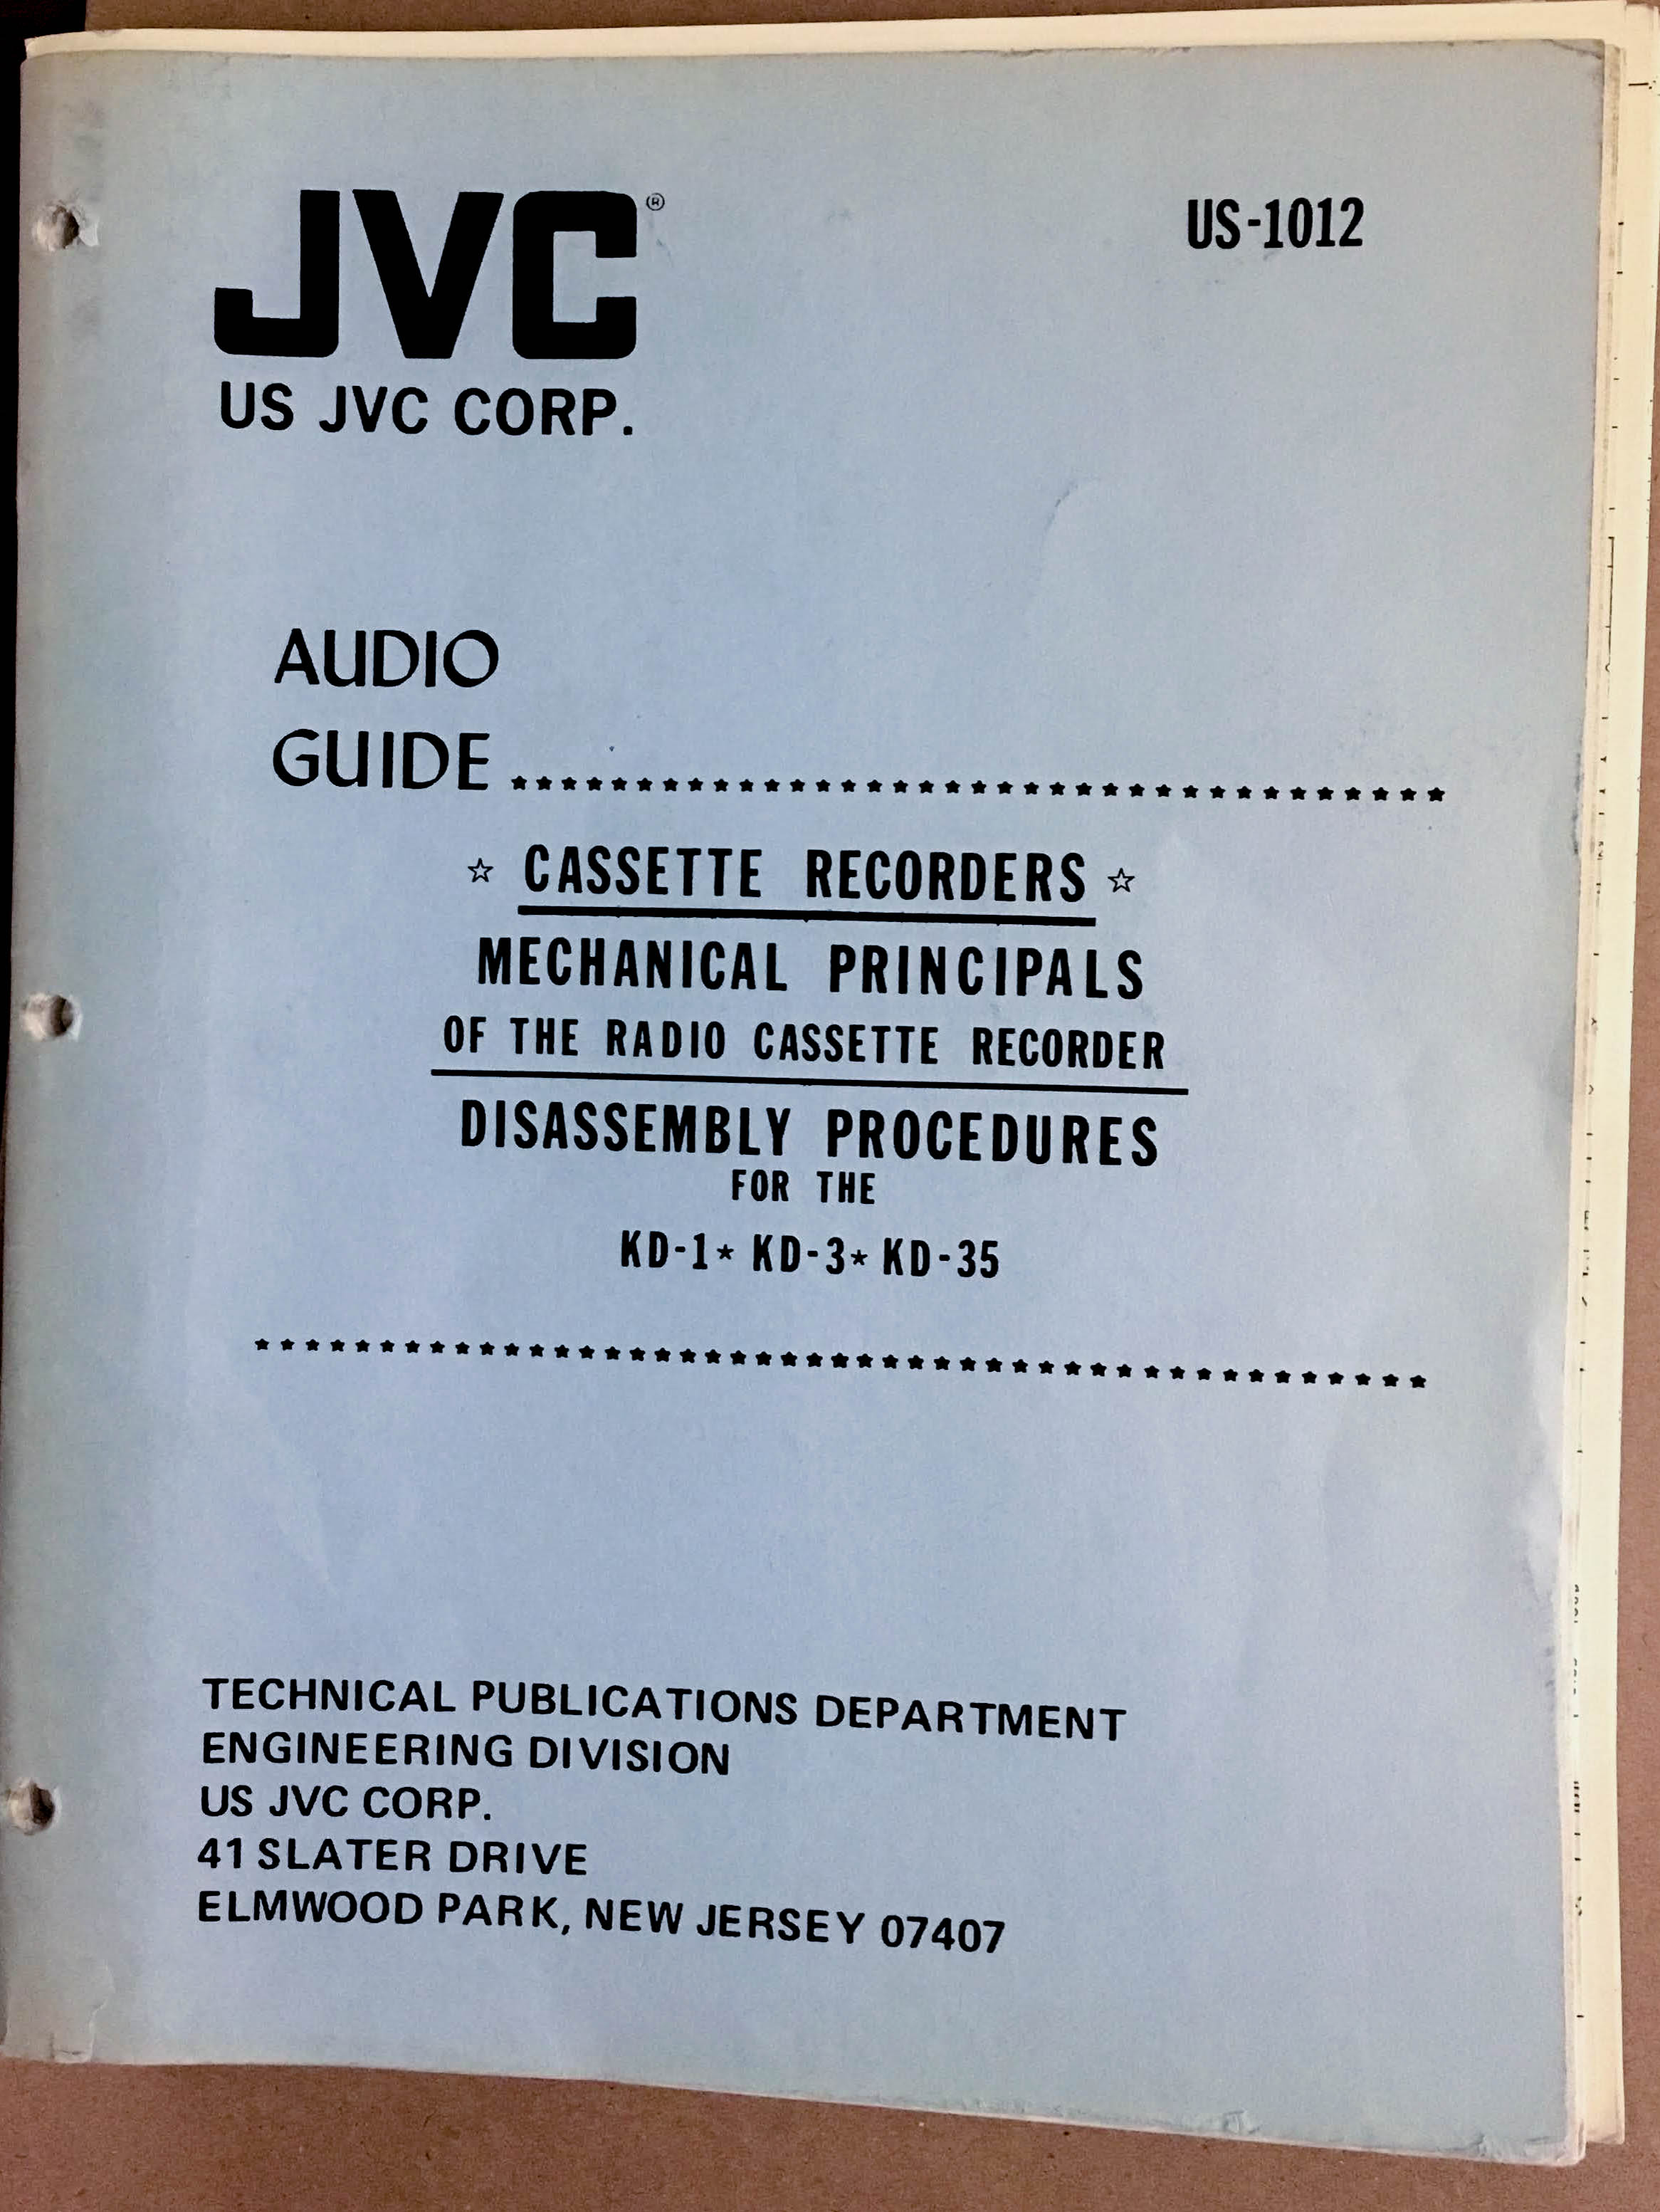 JVC®
US-1012
US JVC CORP.
AUDIO
GUIDE ★★★★★★★★★★★★★★★★★★★★★★★★★★★★★★★★★★★★
☆ CASSETTE RECORDERS ☆
MECHANICAL PRINCIPALS
OF THE RADIO CASSETTE RECORDER
DISASSEMBLY PROCEDURES
FOR THE
KD-1★ KD-3★ KD-35
★★★★★★★★★★★★★★★★★★★★★★★★★★★★★★★★★★★★★★★★★★★★★★
TECHNICAL PUBLICATIONS DEPARTMENT
ENGINEERING DIVISION
US JVC CORP.
41 SLATER DRIVE
ELMWOOD PARK, NEW JERSEY 07407